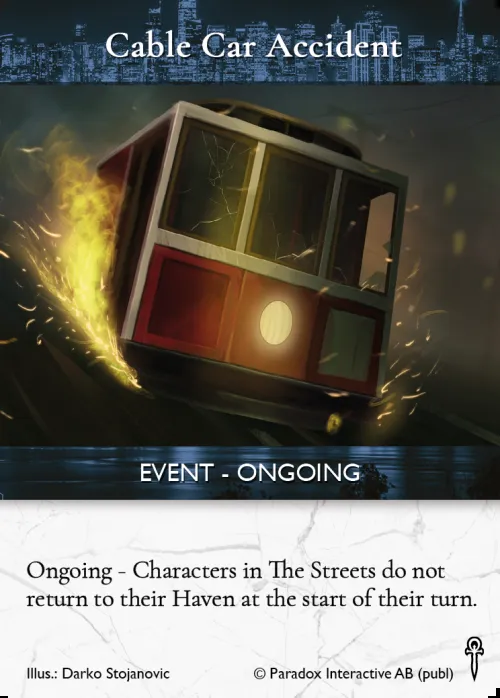 Cable Car Accident
EVENT - ONGOING
Ongoing - Characters in The Streets do not
return to their Haven at the start of their turn.
Illus.: Darko Stojanovic
© Paradox Interactive AB (publ)